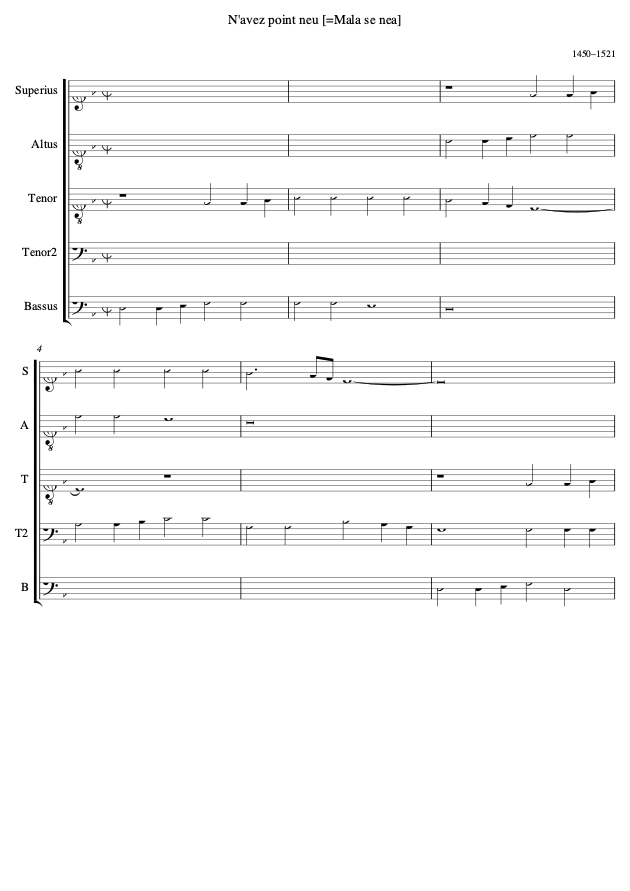 N'avez point neu [=Mala se nea]
1450–1521
Superius
Altus
Tenor
Tenor2
Bassus
4
S
A
T
T2
B